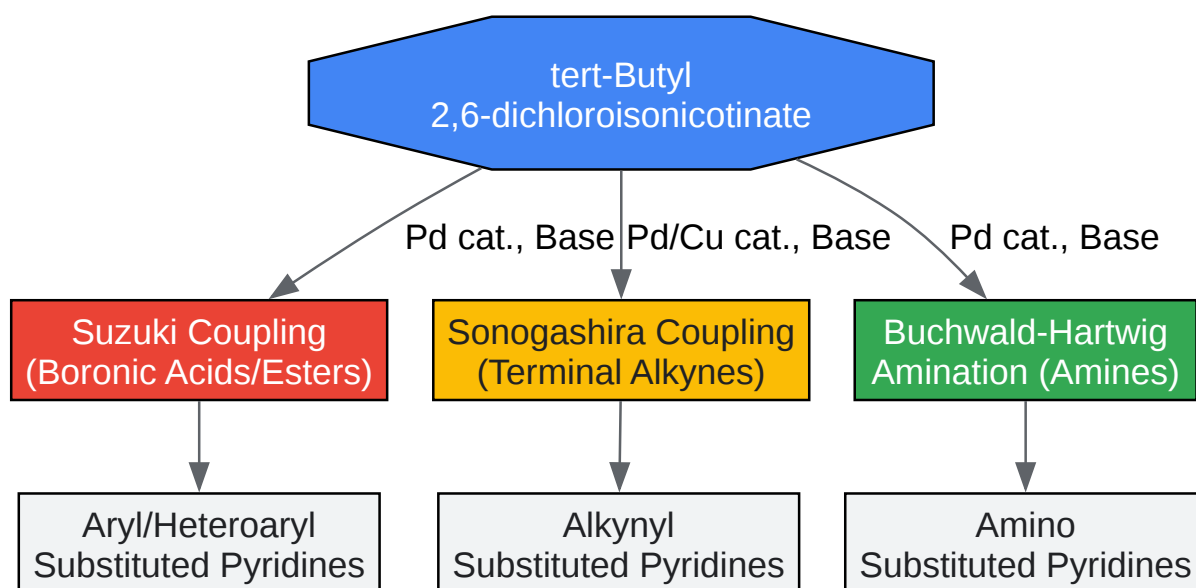 tert-Butyl
2,6-dichloroisonicotinate
Pd cat., Base
Pd/Cu cat., Base
Pd cat., Base
Suzuki Coupling
(Boronic Acids/Esters)
Sonogashira Coupling
(Terminal Alkynes)
Buchwald-Hartwig
Amination (Amines)
Aryl/Heteroaryl
Substituted Pyridines
Alkynyl
Substituted Pyridines
Amino
Substituted Pyridines